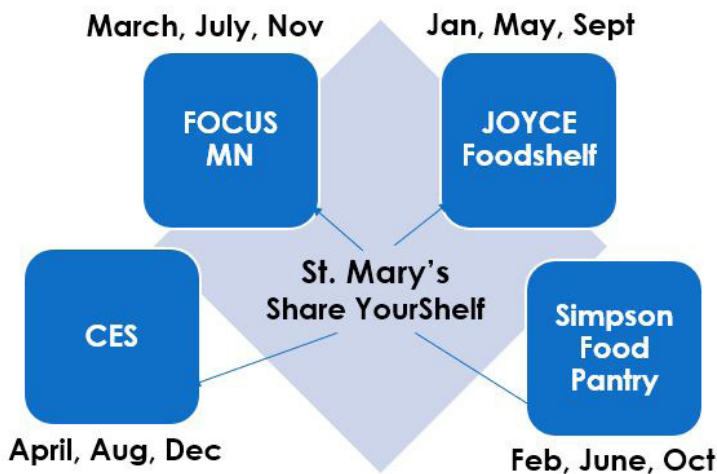 March, July, Nov
Jan, May, Sept
FOCUS
MN
JOYCE
Foodshelf
St. Mary's
Share YourShelf
CES
Simpson
Food
Pantry
April, Aug, Dec
Feb, June, Oct